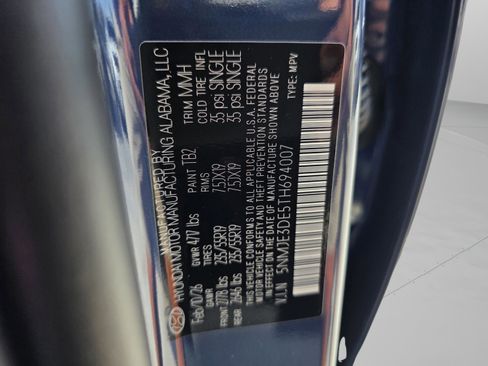 MANUFACTURED BY
HYUNDAI MOTOR MANUFACTURING ALABAMA, LLC
PAINT TB2 TRIM MMH
GVWR 4717 lbs
GAWR TIRES RIMS COLD TIRE INFL
FRONT 2778 lbs 235/55R19 7.5JX19 35 psi SINGLE
REAR 2646 lbs 235/55R19 7.5JX19 35 psi SINGLE
THIS VEHICLE CONFORMS TO ALL APPLICABLE U.S.A. FEDERAL
MOTOR VEHICLE SAFETY AND THEFT PREVENTION STANDARDS
IN EFFECT ON THE DATE OF MANUFACTURE SHOWN ABOVE
V.I.N 5NMJE3DE5TH694007 TYPE: MPV